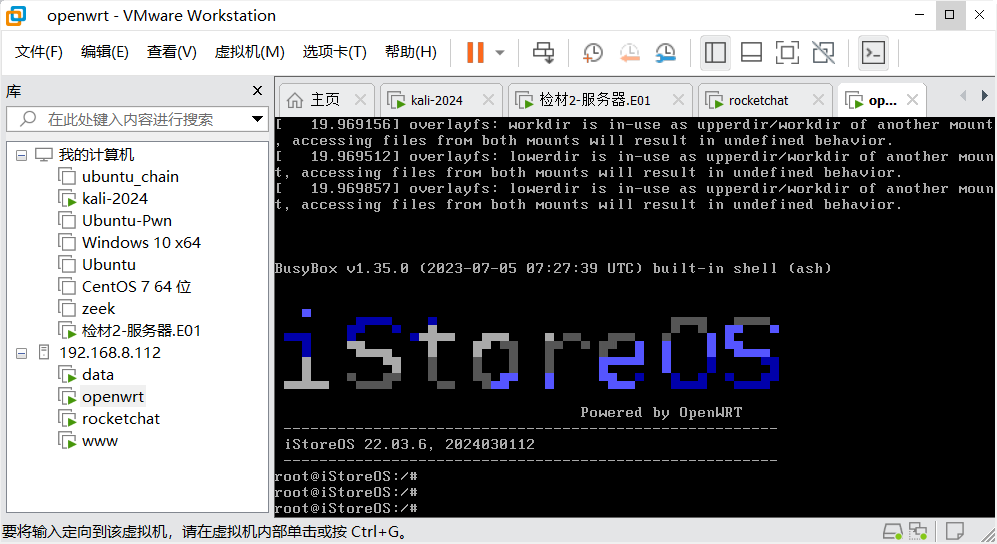 openwrt - VMware Workstation
文件(F) 编辑(E) 查看(V) 虚拟机(M) 选项卡(T) 帮助(H)
库
在此处键入内容进行搜索
我的计算机
ubuntu_chain
kali-2024
Ubuntu-Pwn
Windows 10 x64
Ubuntu
CentOS 7 64 位
zeek
检材2-服务器.E01
192.168.8.112
data
openwrt
rocketchat
www
主页 kali-2024 检材2-服务器.E01 rocketchat op...
[   19.969156] overlayfs: workdir is in-use as upperdir/workdir of another mount
, accessing files from both mounts will result in undefined behavior.
[   19.969512] overlayfs: lowerdir is in-use as upperdir/workdir of another moun
t, accessing files from both mounts will result in undefined behavior.
[   19.969857] overlayfs: lowerdir is in-use as upperdir/workdir of another moun
t, accessing files from both mounts will result in undefined behavior.
BusyBox v1.35.0 (2023-07-05 07:27:39 UTC) built-in shell (ash)
iStoreOS
Powered by OpenWRT
-------------------------------------------------------
iStoreOS 22.03.6, 2024030112
-------------------------------------------------------
root@iStoreOS:/#
root@iStoreOS:/#
root@iStoreOS:/#
要将输入定向到该虚拟机，请在虚拟机内部单击或按 Ctrl+G。